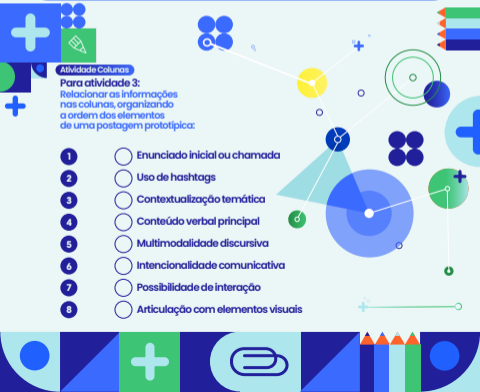 Atividade Colunas
Para atividade 3:
Relacionar as informações
nas colunas, organizando
a ordem dos elementos
de uma postagem prototípica:
1 Enunciado inicial ou chamada
2 Uso de hashtags
3 Contextualização temática
4 Conteúdo verbal principal
5 Multimodalidade discursiva
6 Intencionalidade comunicativa
7 Possibilidade de interação
8 Articulação com elementos visuais